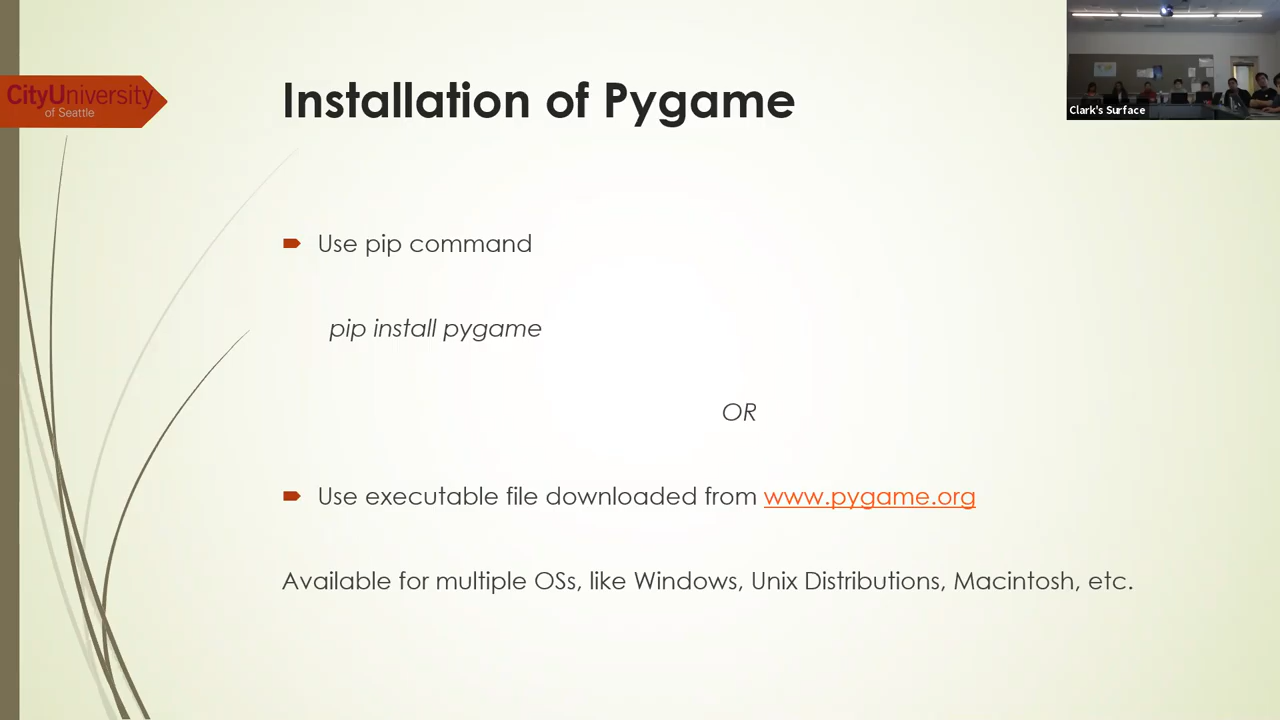 CityUniversity
of Seattle
Installation of Pygame
Clark's Surface
Use pip command
pip install pygame
OR
Use executable file downloaded from www.pygame.org
Available for multiple OSs, like Windows, Unix Distributions, Macintosh, etc.